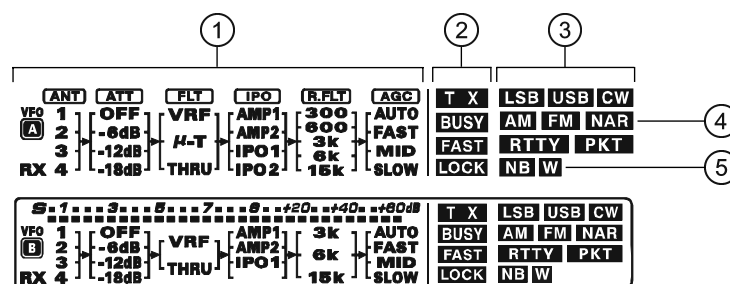 1 2 3
ANT ATT FLT IPO R.FLT AGC TX LSB USB CW
VFO 1 OFF VRF AMP1 300 AUTO BUSY AM FM NAR 4
A 2 -6dB μ-T AMP2 600 FAST FAST RTTY PKT
3 -12dB IPO1 3k MID
6k
RX 4 -18dB THRU IPO2 15k SLOW LOCK NB W 5
S 1 3 5 7 9 +20 +40 +60dB TX LSB USB CW
VFO 1 OFF VRF AMP1 3k AUTO BUSY AM FM NAR
B 2 -6dB AMP2 6k FAST FAST RTTY PKT
3 -12dB THRU IPO1 MID
RX 4 -18dB 15k SLOW LOCK NB W